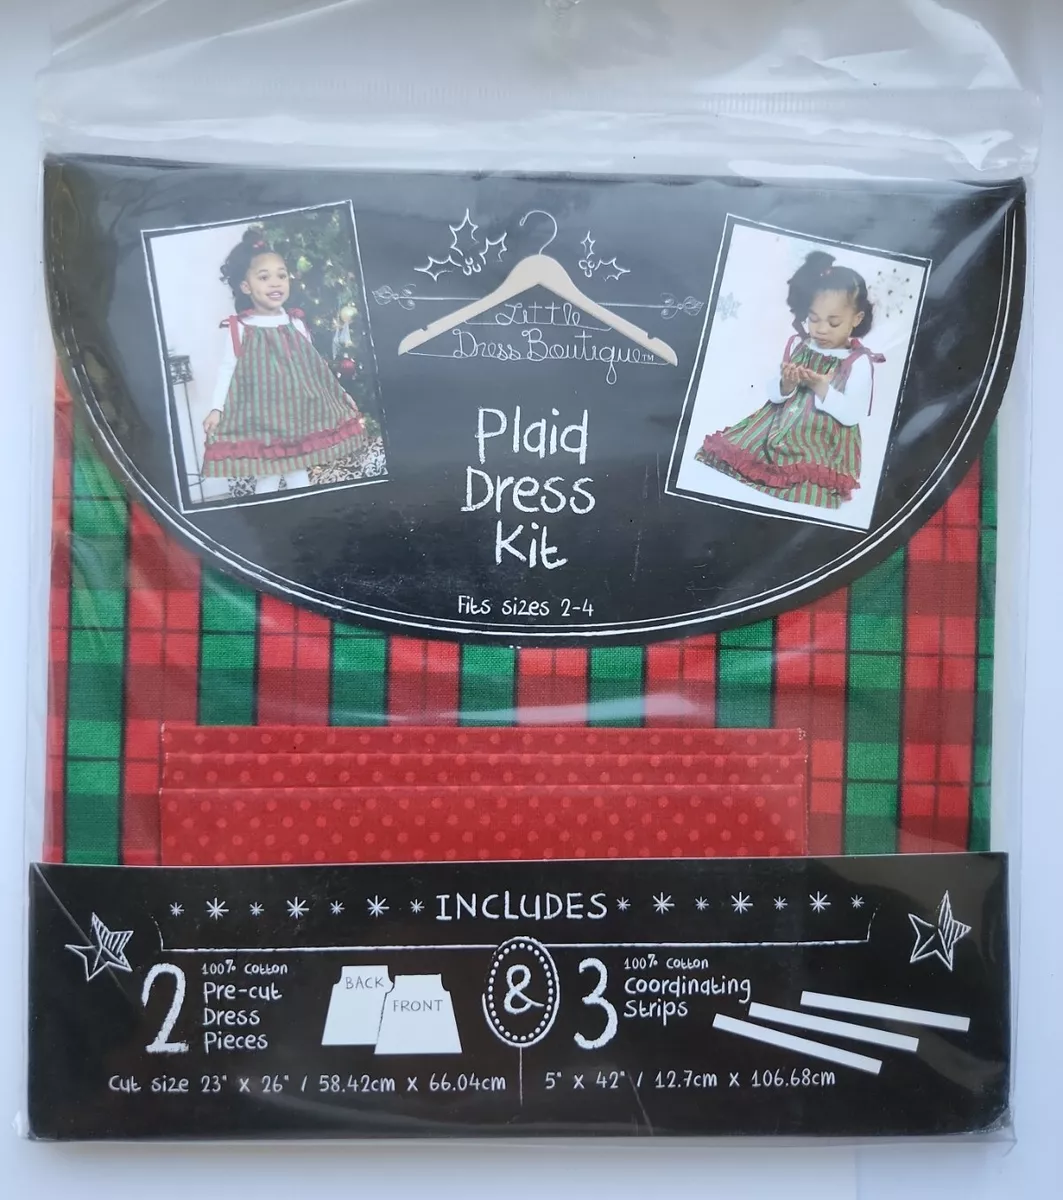 Little
Dress Boutique™
Plaid
Dress
Kit
Fits sizes 2-4
INCLUDES
2
100% cotton
Pre-cut
Dress
Pieces
BACK
FRONT
&
3
100% cotton
Coordinating
Strips
Cut size 23" x 26" / 58.42cm x 66.04cm
5" x 42" / 12.7cm x 106.68cm